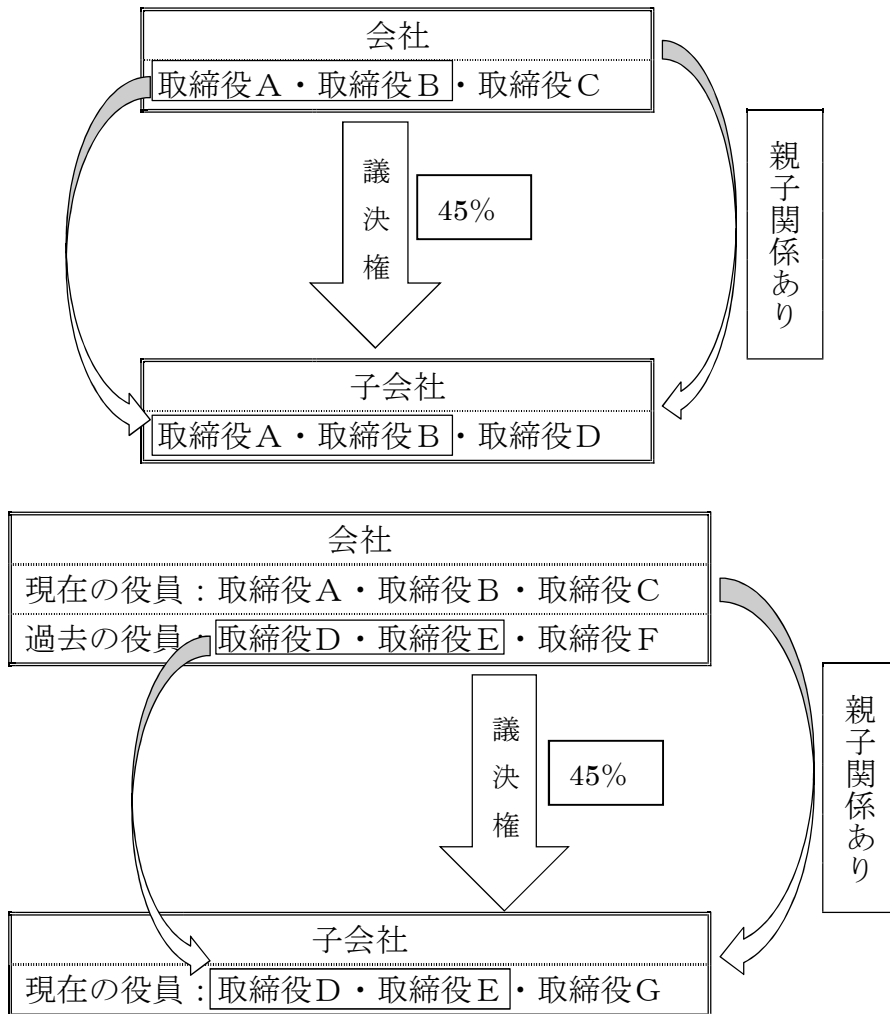 会社
取締役A・取締役B・取締役C
議決権
45%
親子関係あり
子会社
取締役A・取締役B・取締役D
会社
現在の役員：取締役A・取締役B・取締役C
過去の役員：取締役D・取締役E・取締役F
議決権
45%
親子関係あり
子会社
現在の役員：取締役D・取締役E・取締役G